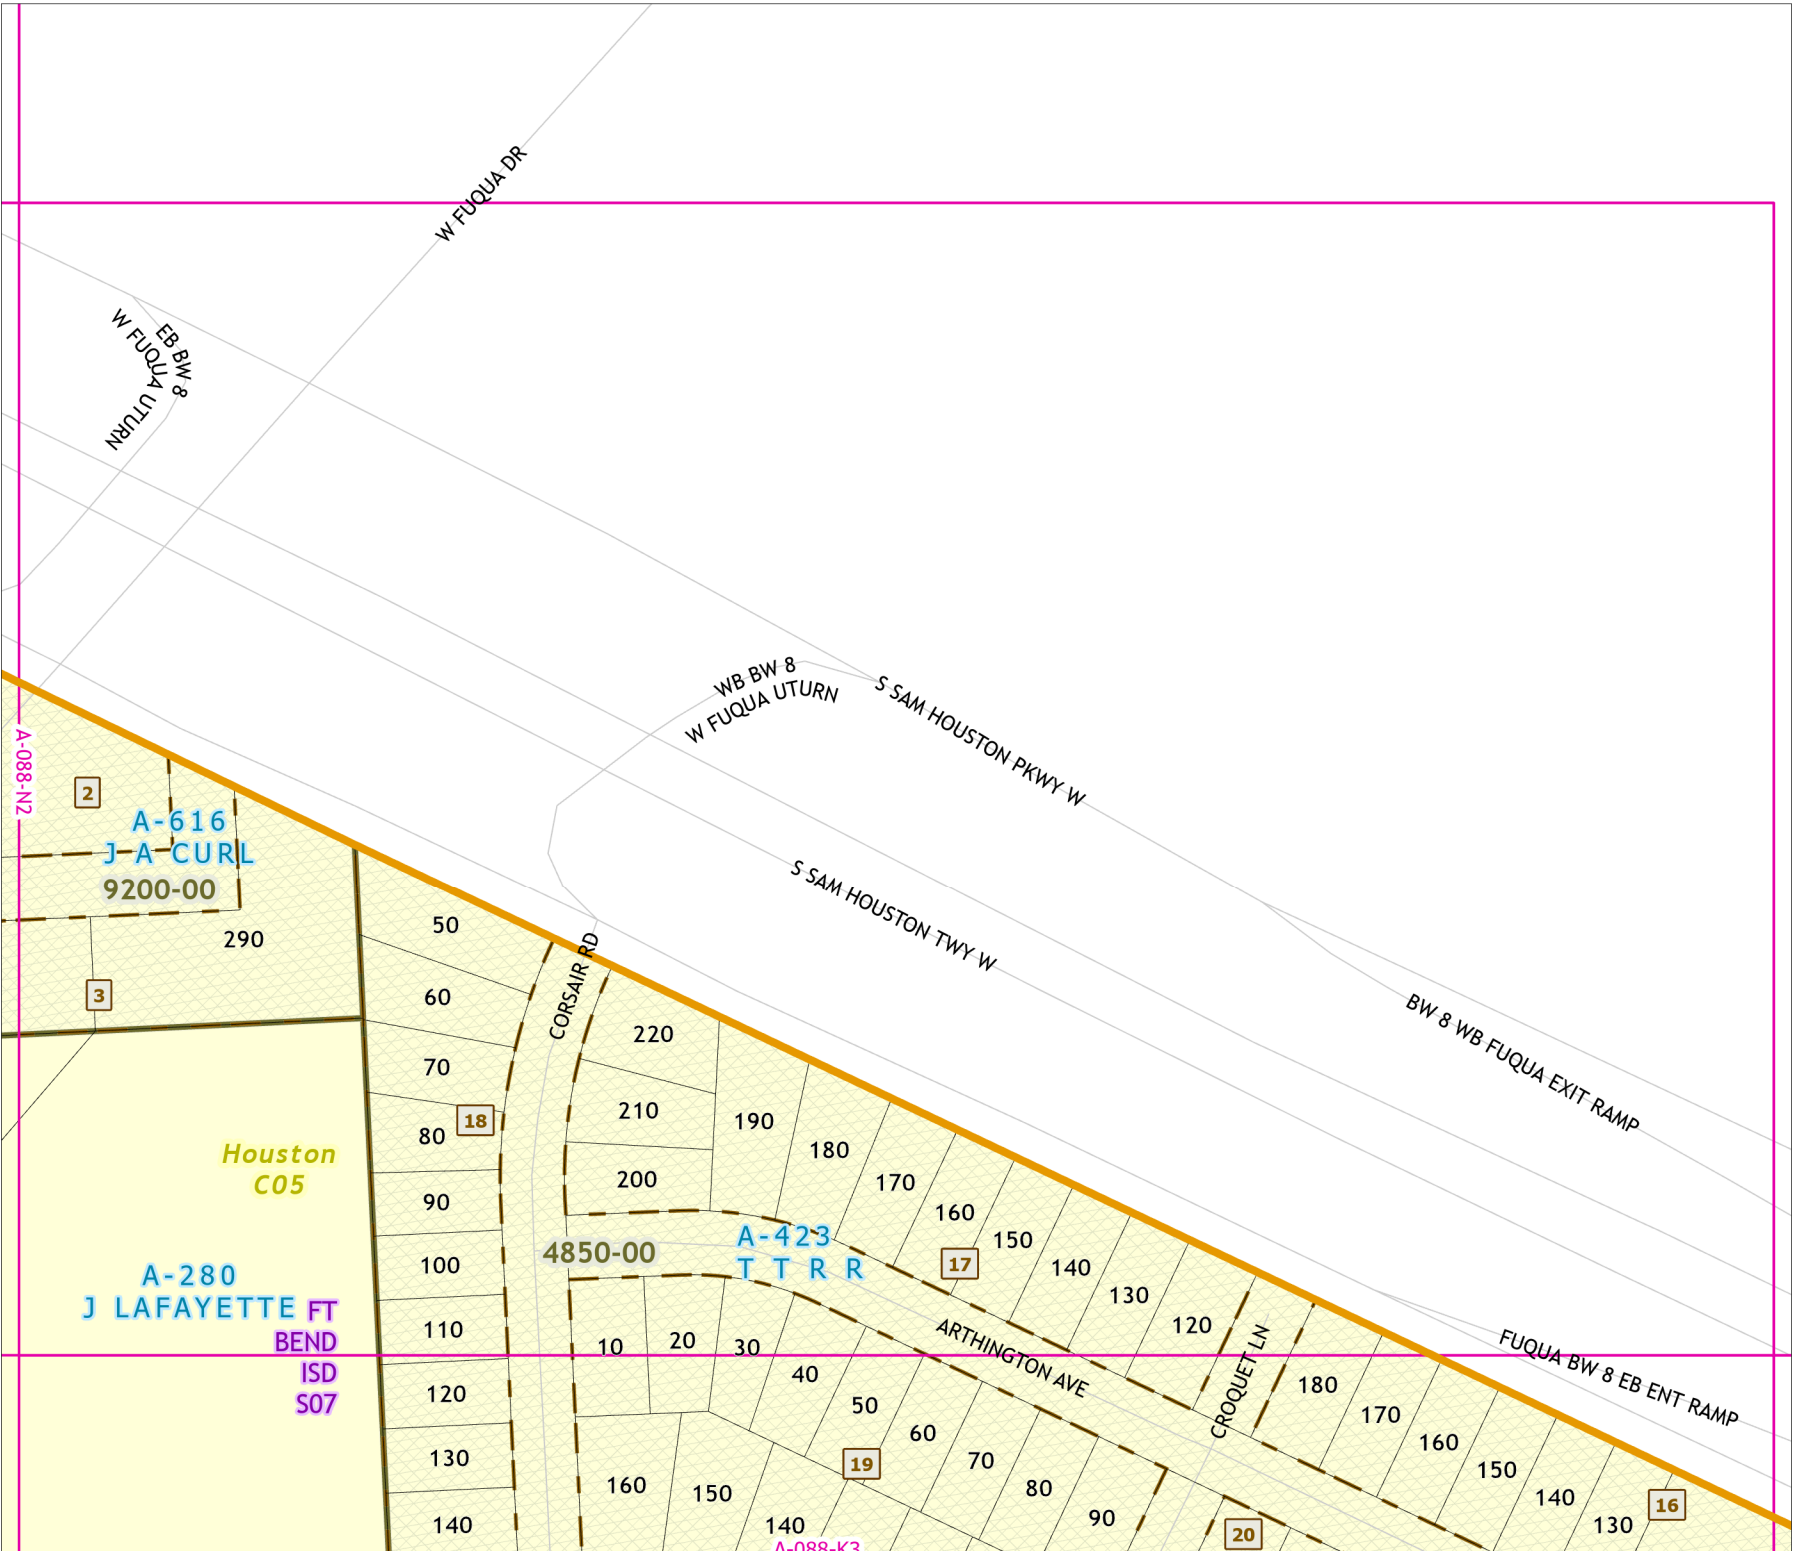 W FUQUA DR
EB BW 8
W FUQUA UTURN
WB BW 8
W FUQUA UTURN
S SAM HOUSTON PKWY W
S SAM HOUSTON TWY W
BW 8 WB FUQUA EXIT RAMP
FUQUA BW 8 EB ENT RAMP
A-088-N2
2
A-616
J A CURL
9200-00
290
3
50
60
70
80
18
90
100
110
120
130
140
CORSAIR RD
Houston
C05
A-280
J LAFAYETTE
FT
BEND
ISD
S07
220
210
200
190
180
170
160
150
140
130
120
17
4850-00
A-423
T T R R
ARTHINGTON AVE
CROQUET LN
10
20
30
40
50
60
70
80
90
19
160
150
140
A-088-K3
20
180
170
160
150
140
130
16